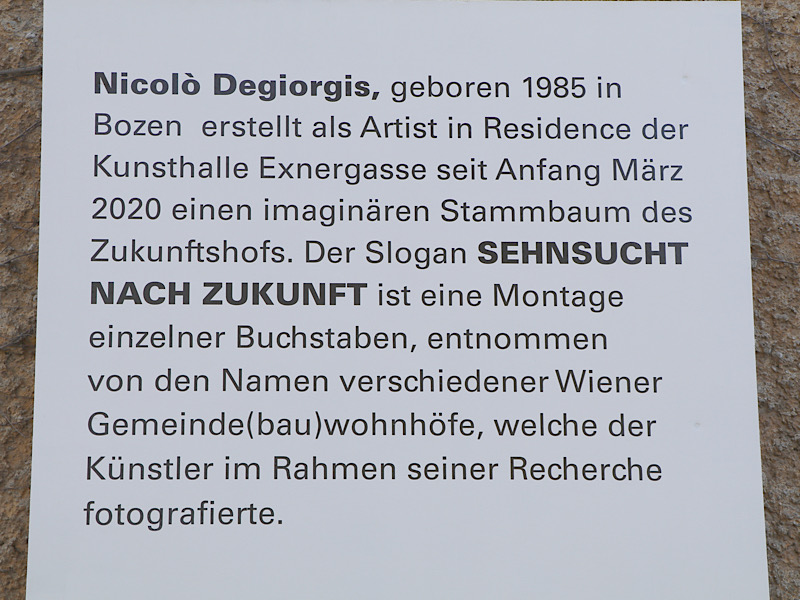 Nicolò Degiorgis, geboren 1985 in
Bozen erstellt als Artist in Residence der
Kunsthalle Exnergasse seit Anfang März
2020 einen imaginären Stammbaum des
Zukunftshofs. Der Slogan SEHNSUCHT
NACH ZUKUNFT ist eine Montage
einzelner Buchstaben, entnommen
von den Namen verschiedener Wiener
Gemeinde(bau)wohnhöfe, welche der
Künstler im Rahmen seiner Recherche
fotografierte.